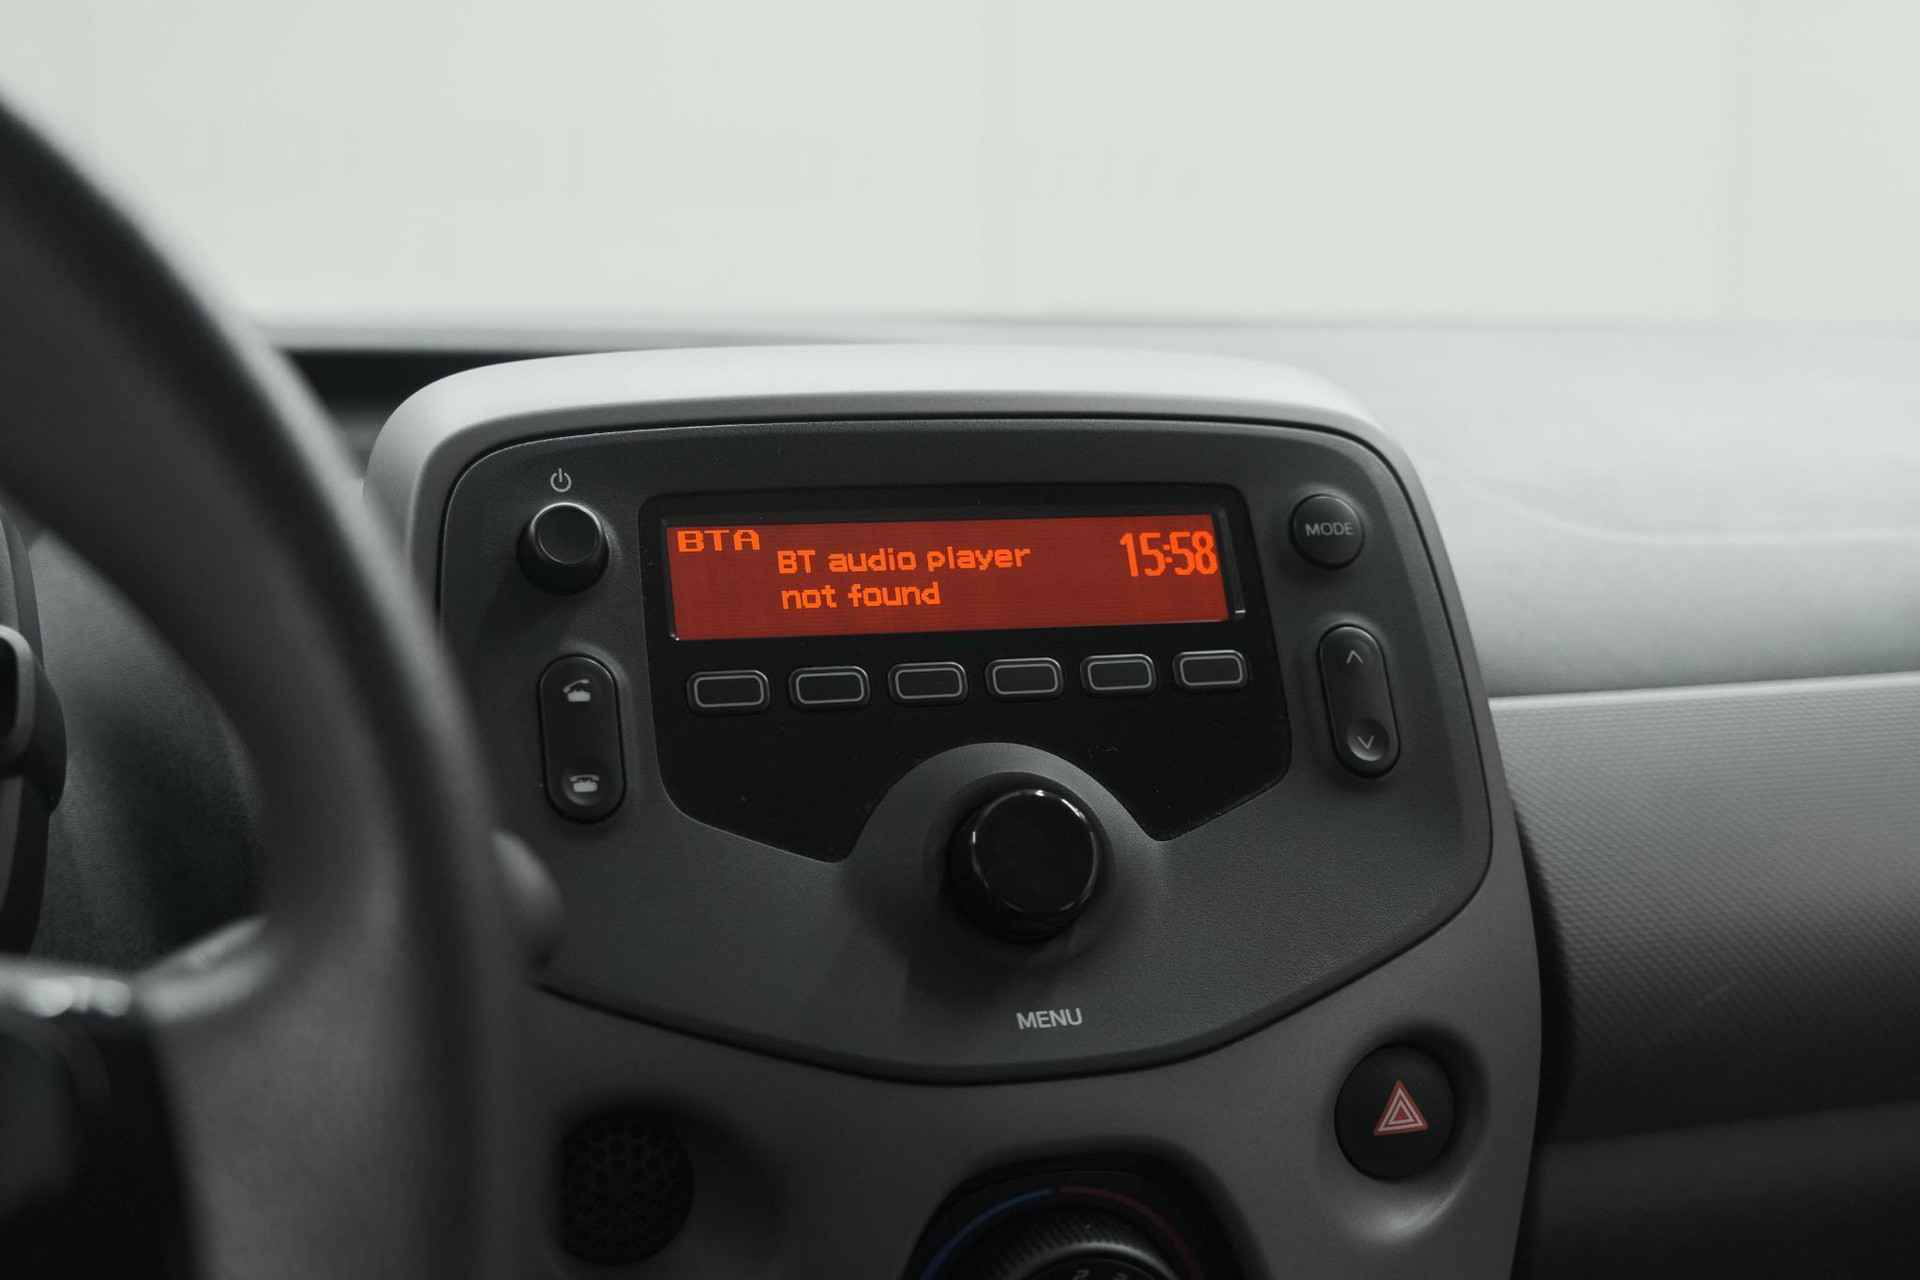 BTA
BT audio player
not found
15:58
MODE
MENU